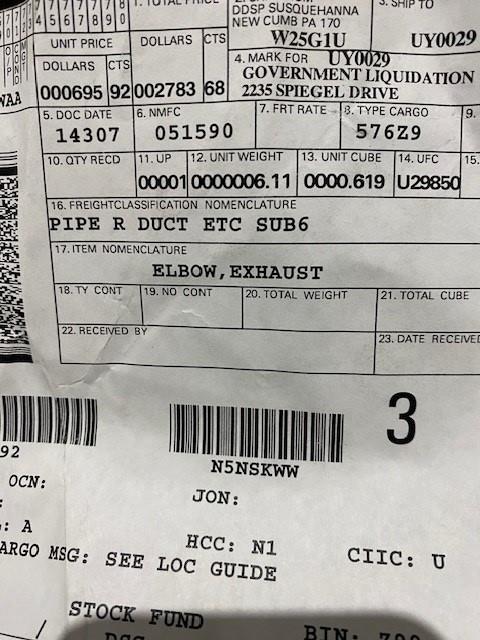 1. TOTAL PRICE
3. SHIP TO
DDSP SUSQUEHANNA
NEW CUMB PA 170
W25G1U
UY0029
UNIT PRICE
DOLLARS
CTS
DOLLARS
CTS
000695 92 002783 68
4. MARK FOR UY0029
GOVERNMENT LIQUIDATION
2235 SPIEGEL DRIVE
5. DOC DATE
14307
6. NMFC
051590
7. FRT RATE
8. TYPE CARGO
576Z9
9.
10. QTY RECD
11. UP
00001
12. UNIT WEIGHT
0000006.11
13. UNIT CUBE
0000.619
14. UFC
U29850
15.
16. FREIGHTCLASSIFICATION NOMENCLATURE
PIPE R DUCT ETC SUB6
17. ITEM NOMENCLATURE
ELBOW,EXHAUST
18. TY CONT
19. NO CONT
20. TOTAL WEIGHT
21. TOTAL CUBE
22. RECEIVED BY
23. DATE RECEIVED
3
92
N5NSKWW
OCN:
JON:
: A
HCC: N1
CIIC: U
ARGO MSG: SEE LOC GUIDE
STOCK FUND